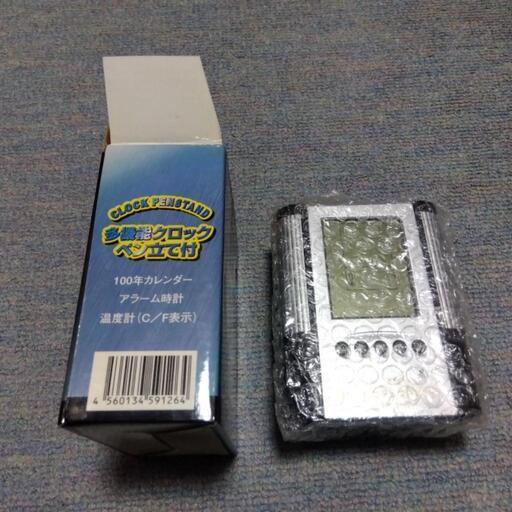 CLOCK PENSTAND
多機能クロック
ペン立て付
100年カレンダー
アラーム時計
温度計(C/F表示)
4 560134 591264